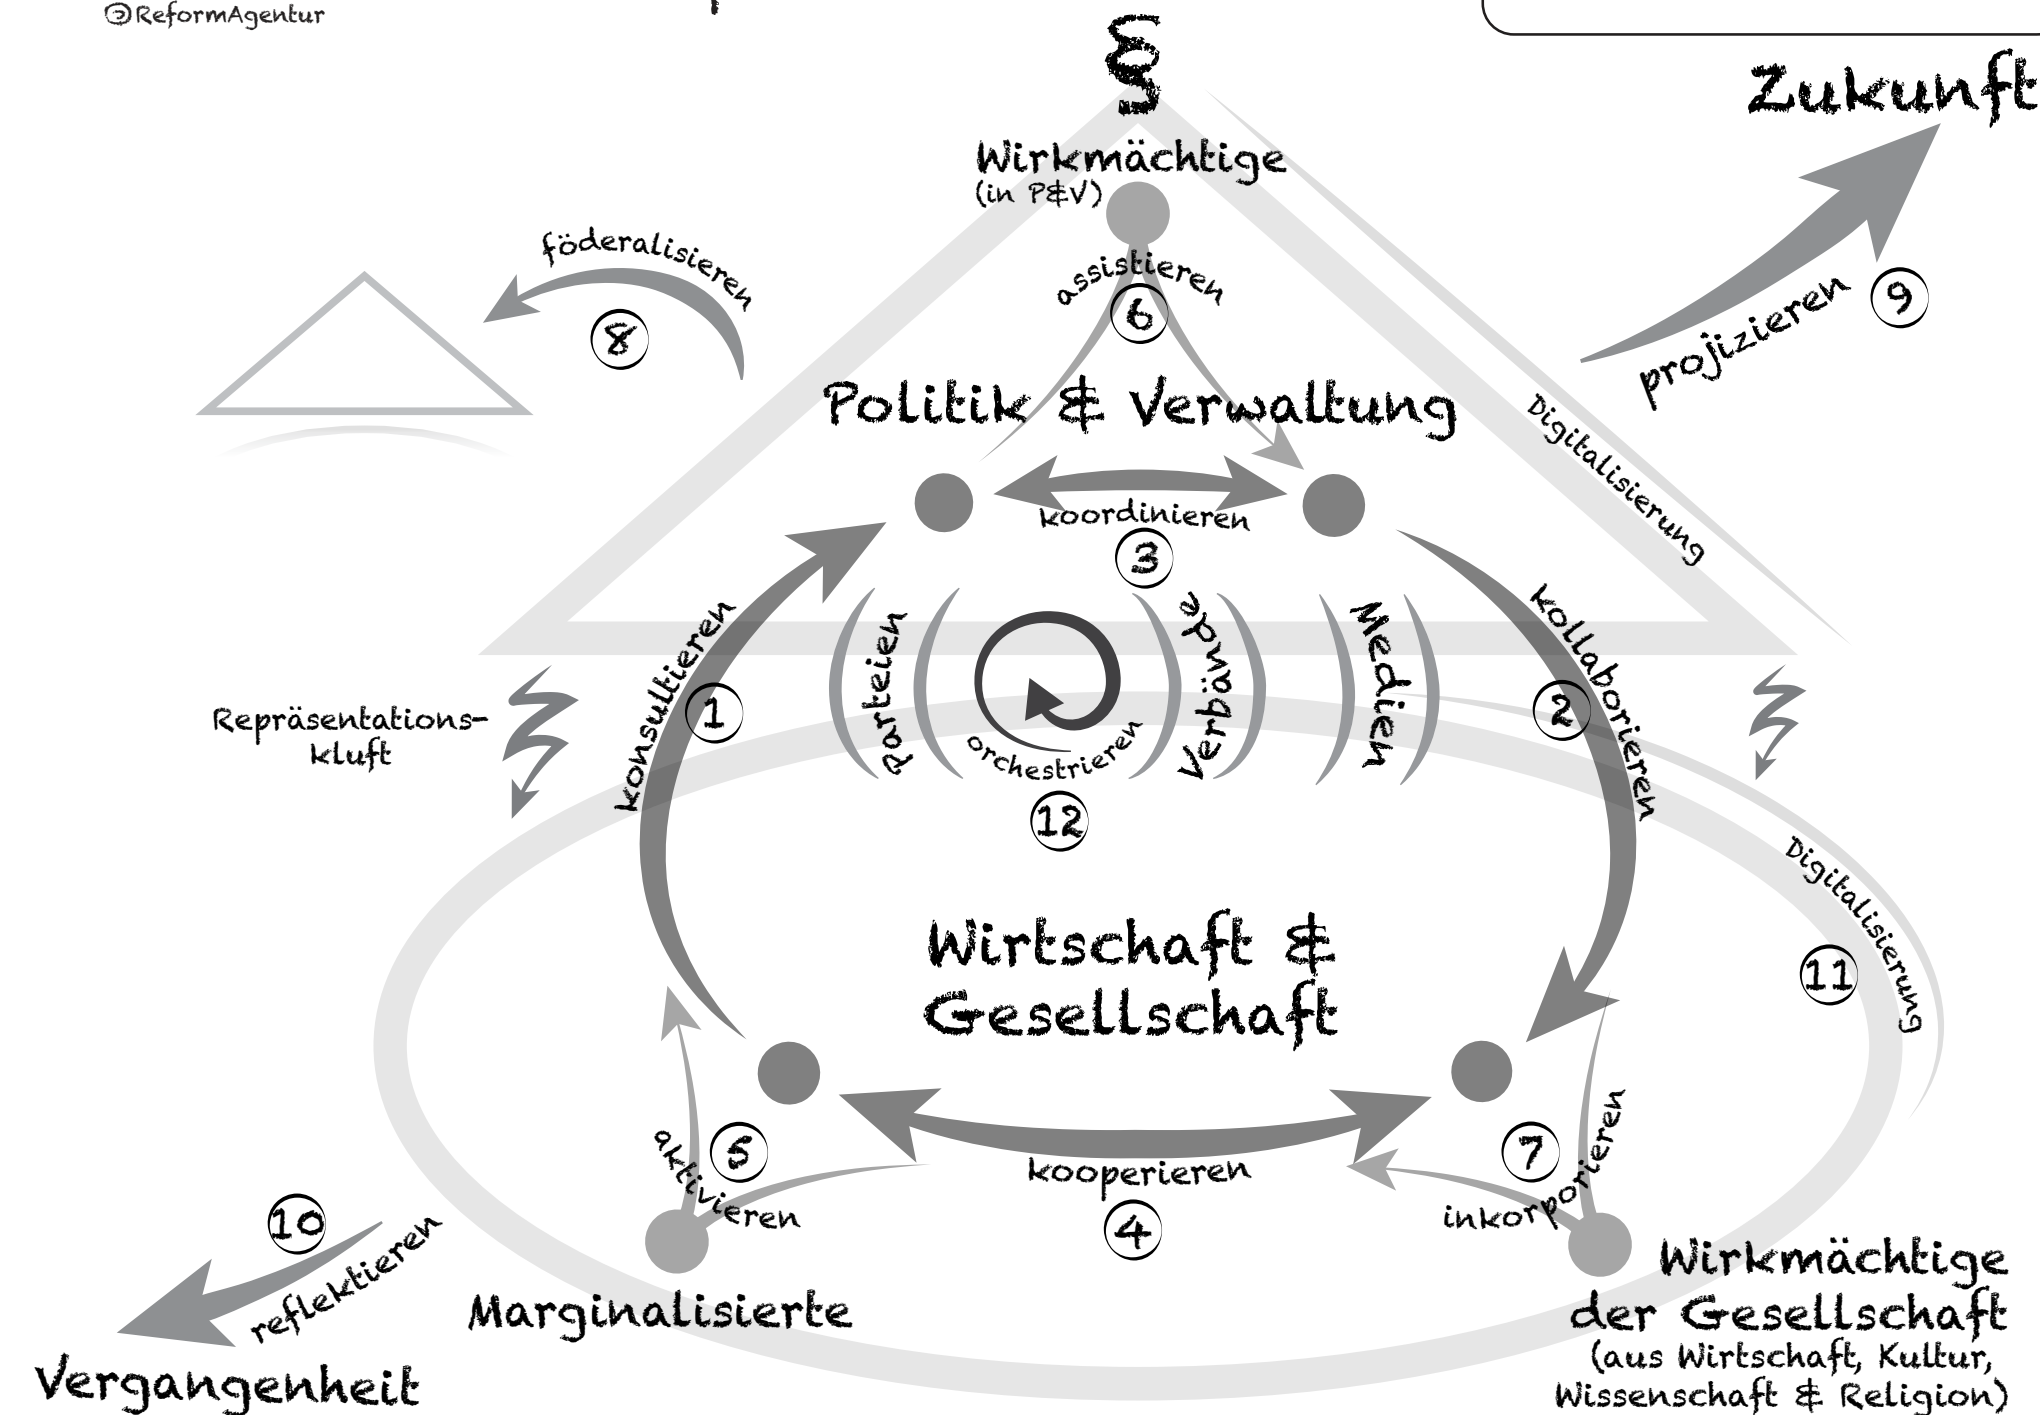 ReformAgentur
§
Zukunft
Wirkmächtige
(in P&V)
föderalisieren
8
assistieren
6
9
projizieren
Politik & Verwaltung
Digitalisierung
koordinieren
3
konsultieren
1
Parteien
orchestrieren
12
Verbände
Medien
kollaborieren
2
Repräsentations-
kluft
Wirtschaft &
Gesellschaft
Digitalisierung
11
aktivieren
5
kooperieren
4
7
inkorporieren
10
reflektieren
Marginalisierte
Vergangenheit
Wirkmächtige
der Gesellschaft
(aus Wirtschaft, Kultur,
Wissenschaft & Religion)